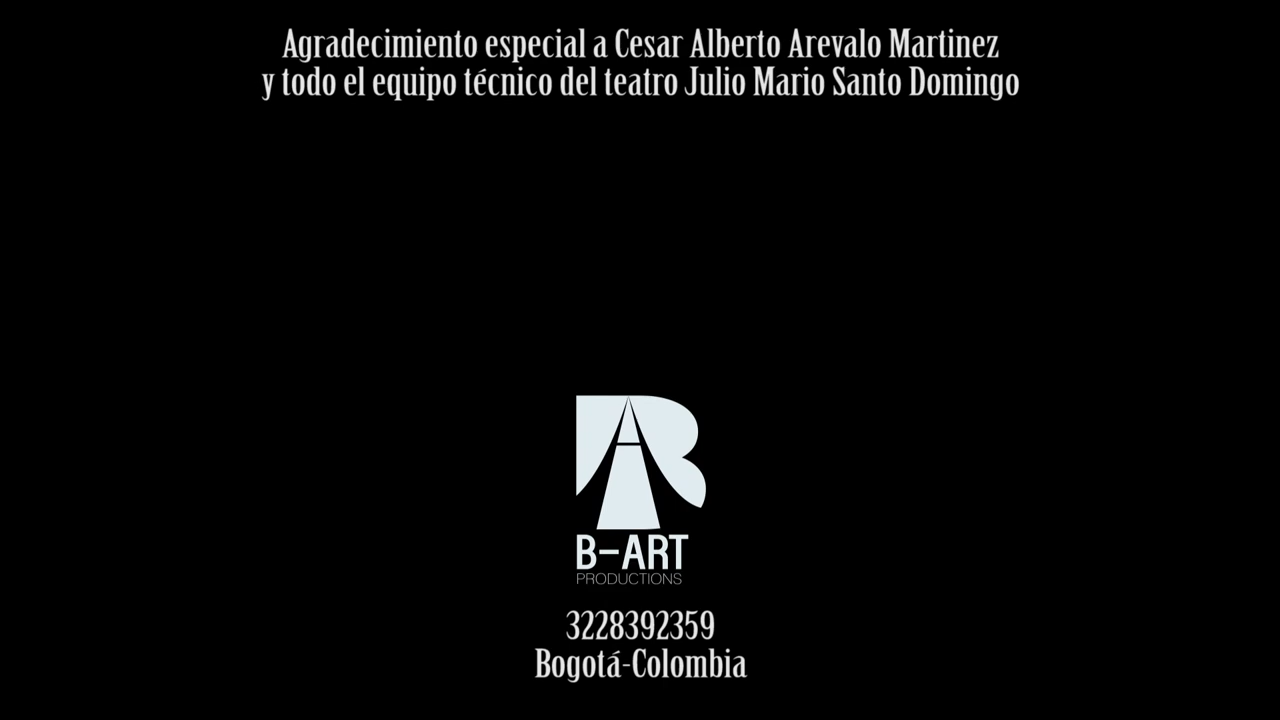 Agradecimiento especial a Cesar Alberto Arevalo Martinez
y todo el equipo técnico del teatro Julio Mario Santo Domingo
B-ART
PRODUCTIONS
3228392359
Bogotá-Colombia